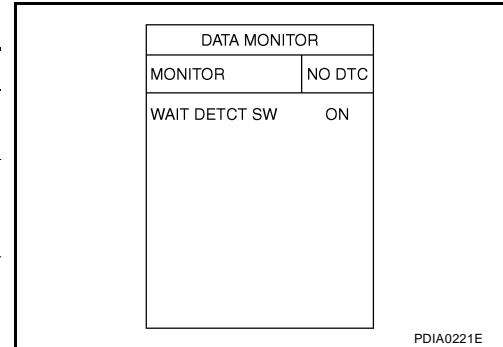 DATA MONITOR
MONITOR NO DTC
WAIT DETCT SW ON
PDIA0221E